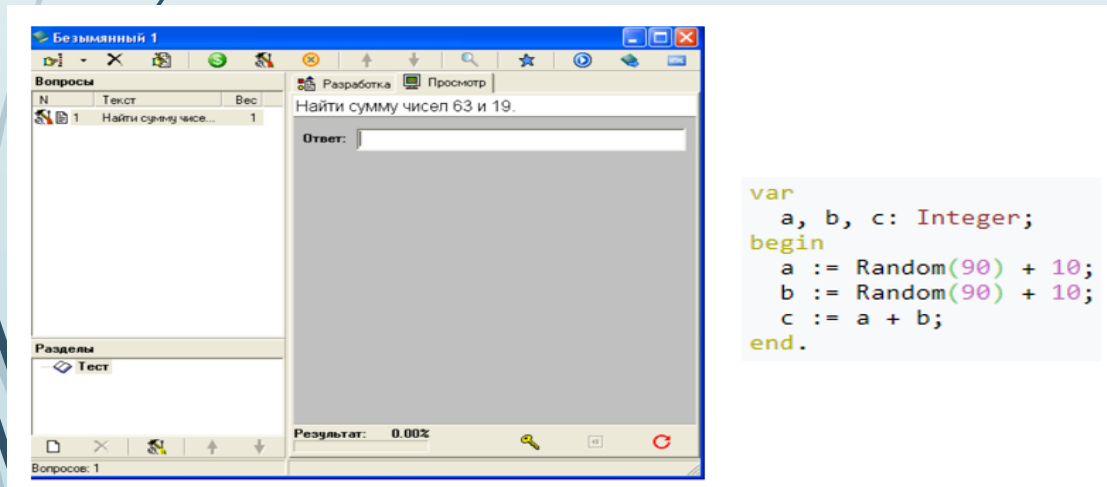 Безымянный 1
Вопросы
N Текст Вес
1 Найти сумму чисе... 1
Разделы
Тест
Вопросов: 1
Разработка Просмотр
Найти сумму чисел 63 и 19.
Ответ:
Результат: 0.00%
var
a, b, c: Integer;
begin
a := Random(90) + 10;
b := Random(90) + 10;
c := a + b;
end.